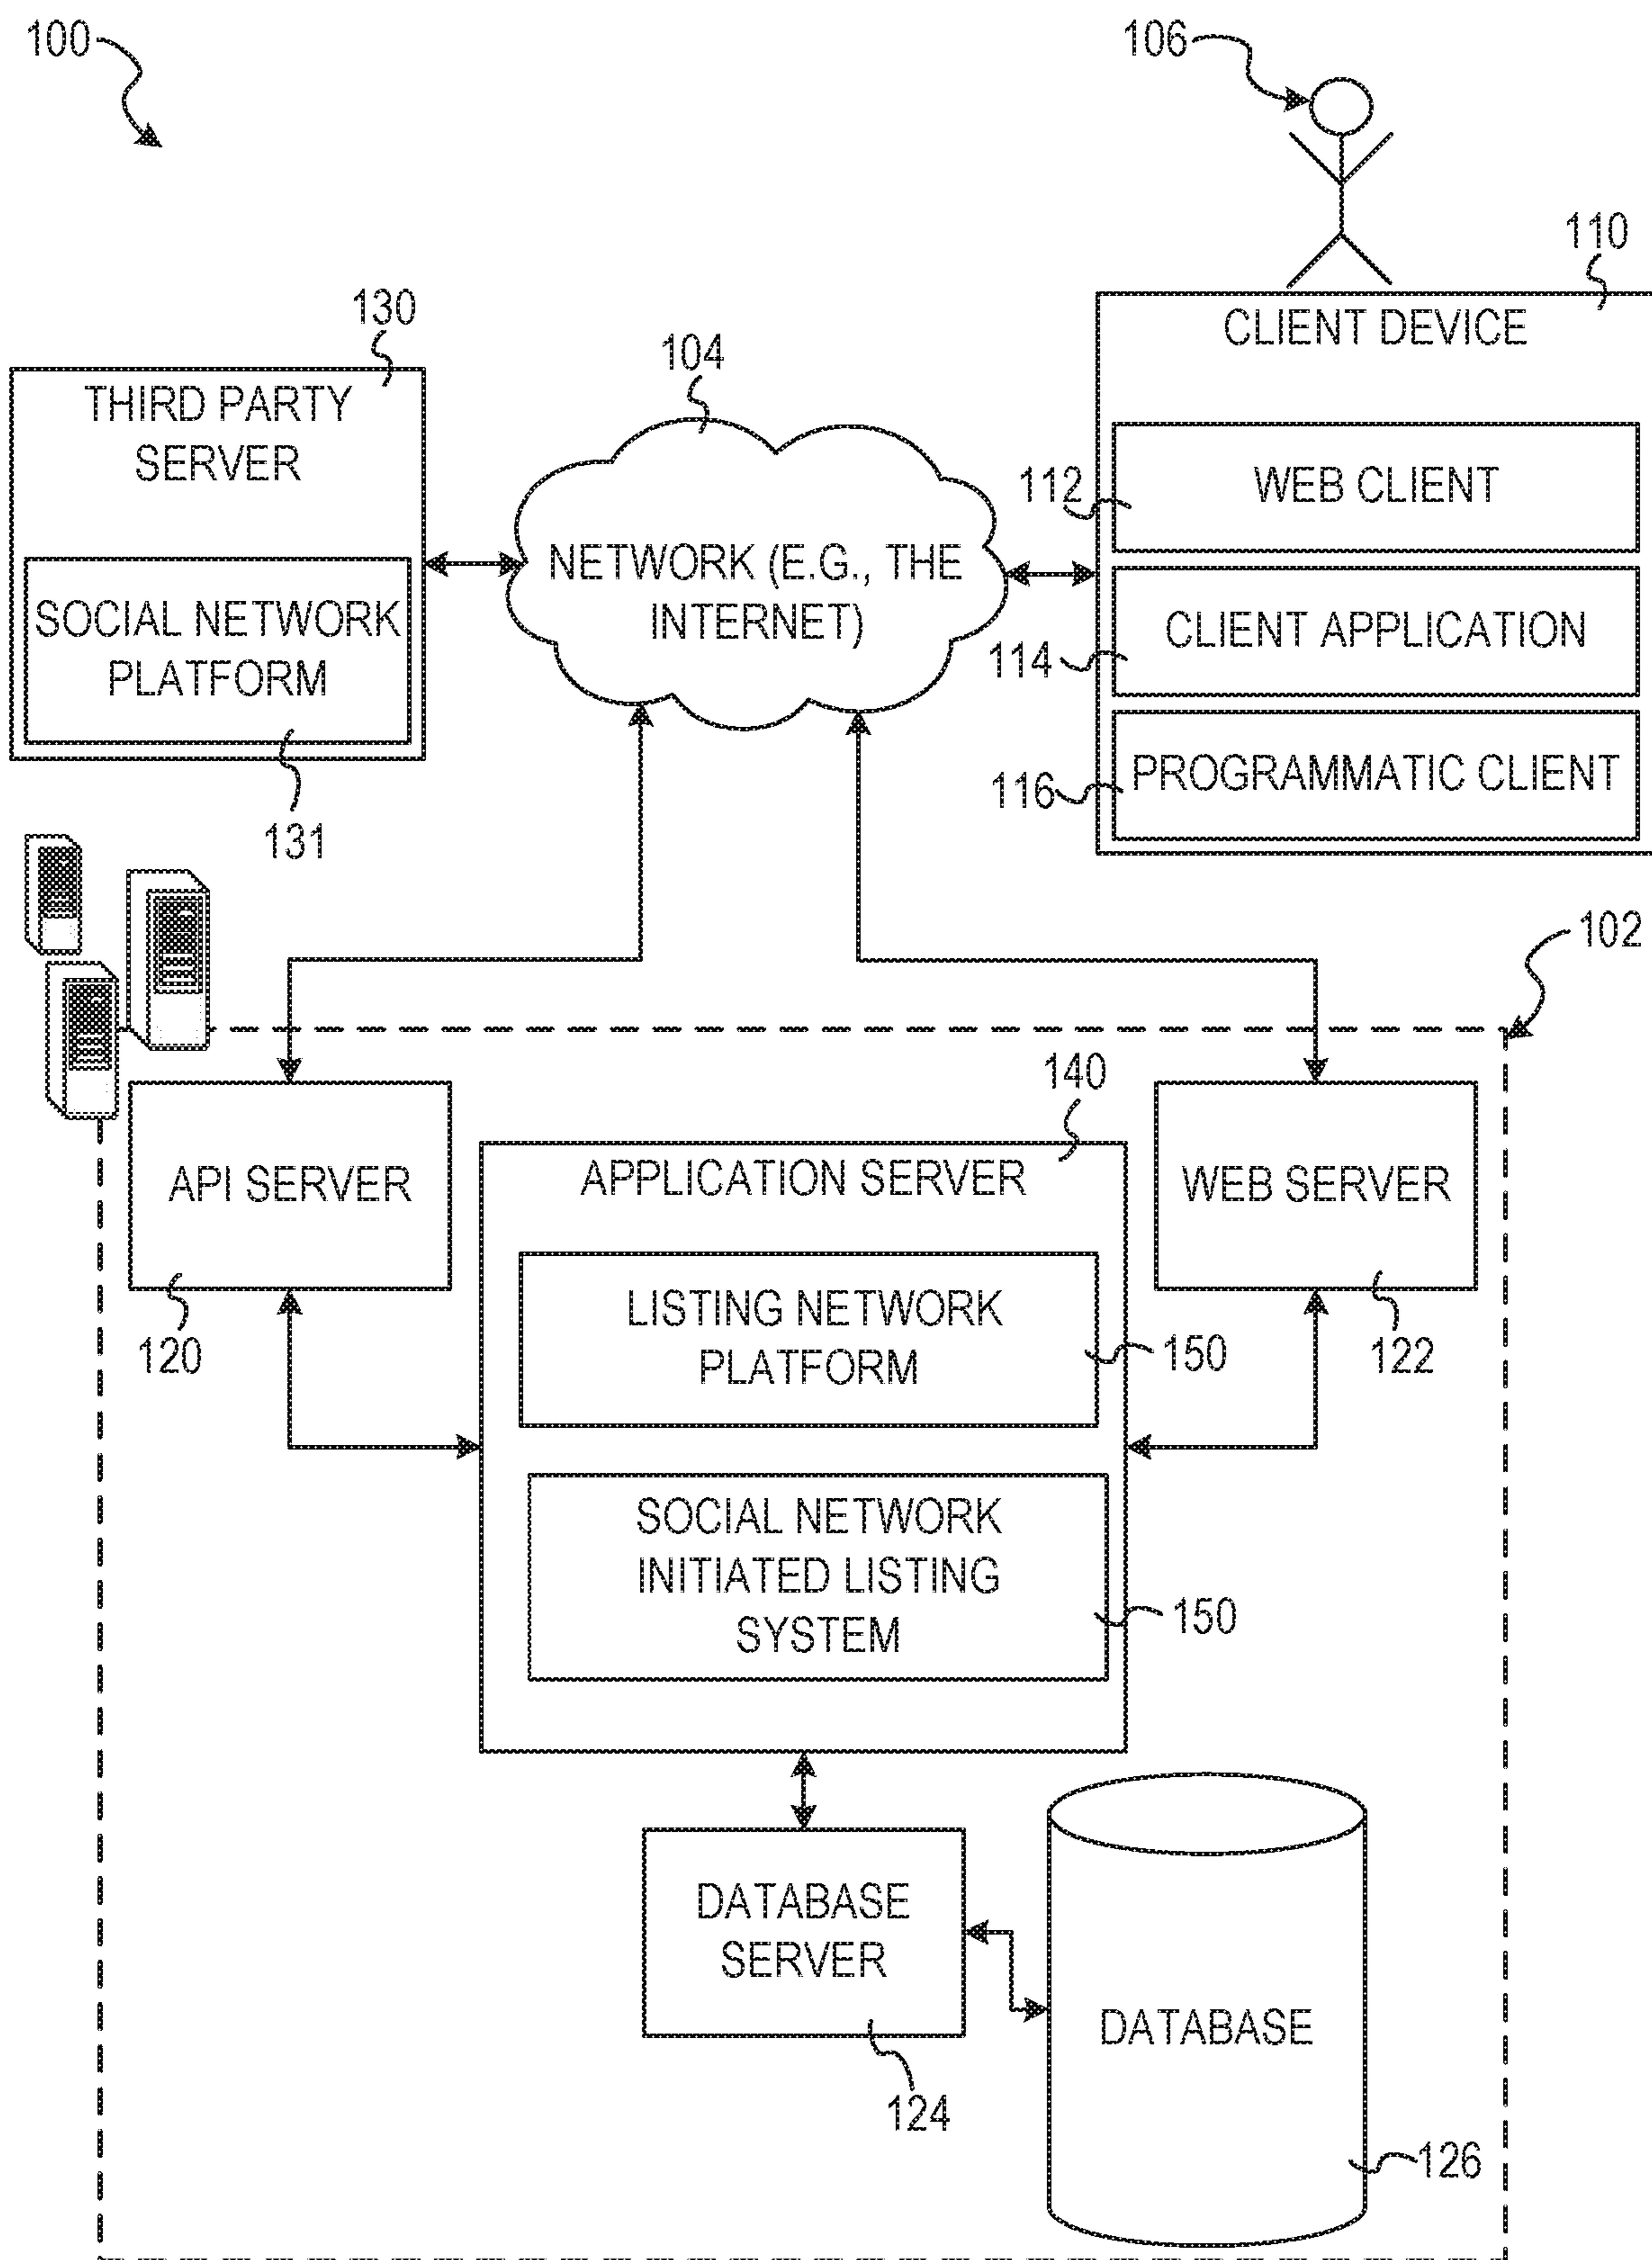 100
106
110
CLIENT DEVICE
130
THIRD PARTY
SERVER
104
112
WEB CLIENT
NETWORK (E.G., THE
INTERNET)
SOCIAL NETWORK
PLATFORM
114
CLIENT APPLICATION
116
PROGRAMMATIC CLIENT
131
102
140
API SERVER
APPLICATION SERVER
WEB SERVER
LISTING NETWORK
PLATFORM
120
150
122
SOCIAL NETWORK
INITIATED LISTING
SYSTEM
150
DATABASE
SERVER
DATABASE
124
126